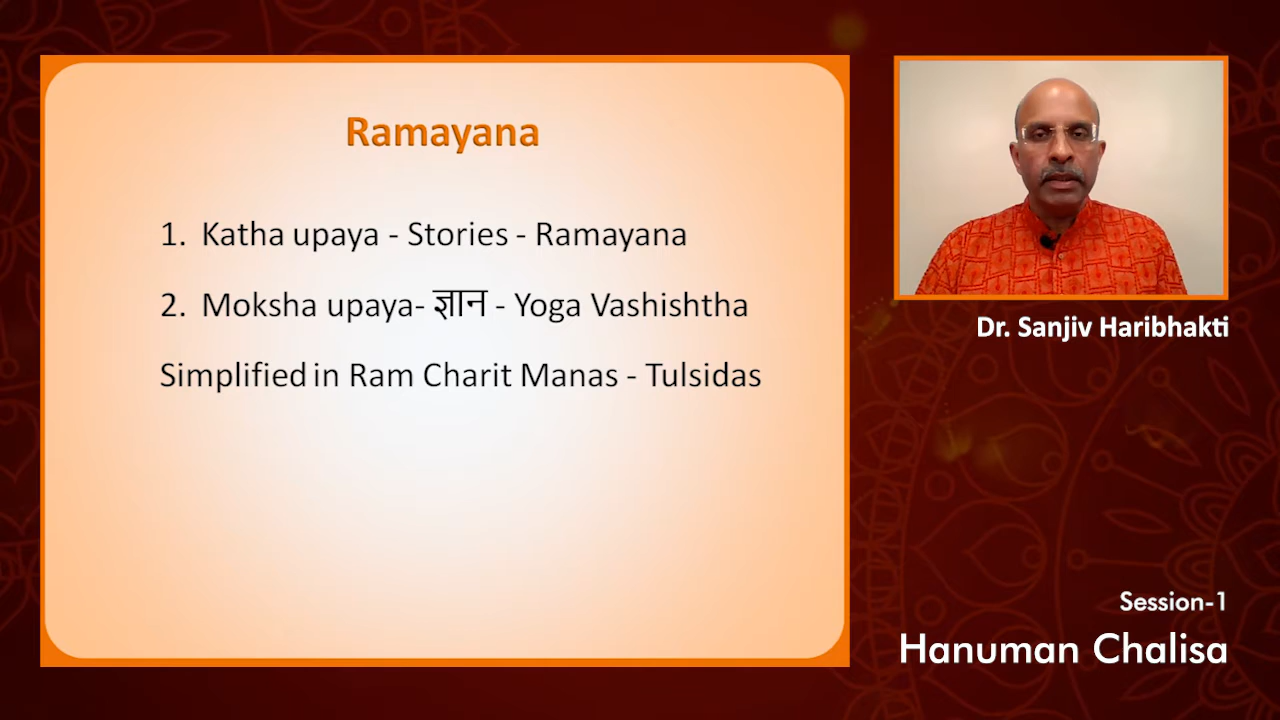 Ramayana
1. Katha upaya - Stories - Ramayana
2. Moksha upaya- ज्ञान - Yoga Vashishtha
Simplified in Ram Charit Manas - Tulsidas
Dr. Sanjiv Haribhakti
Session-1
Hanuman Chalisa